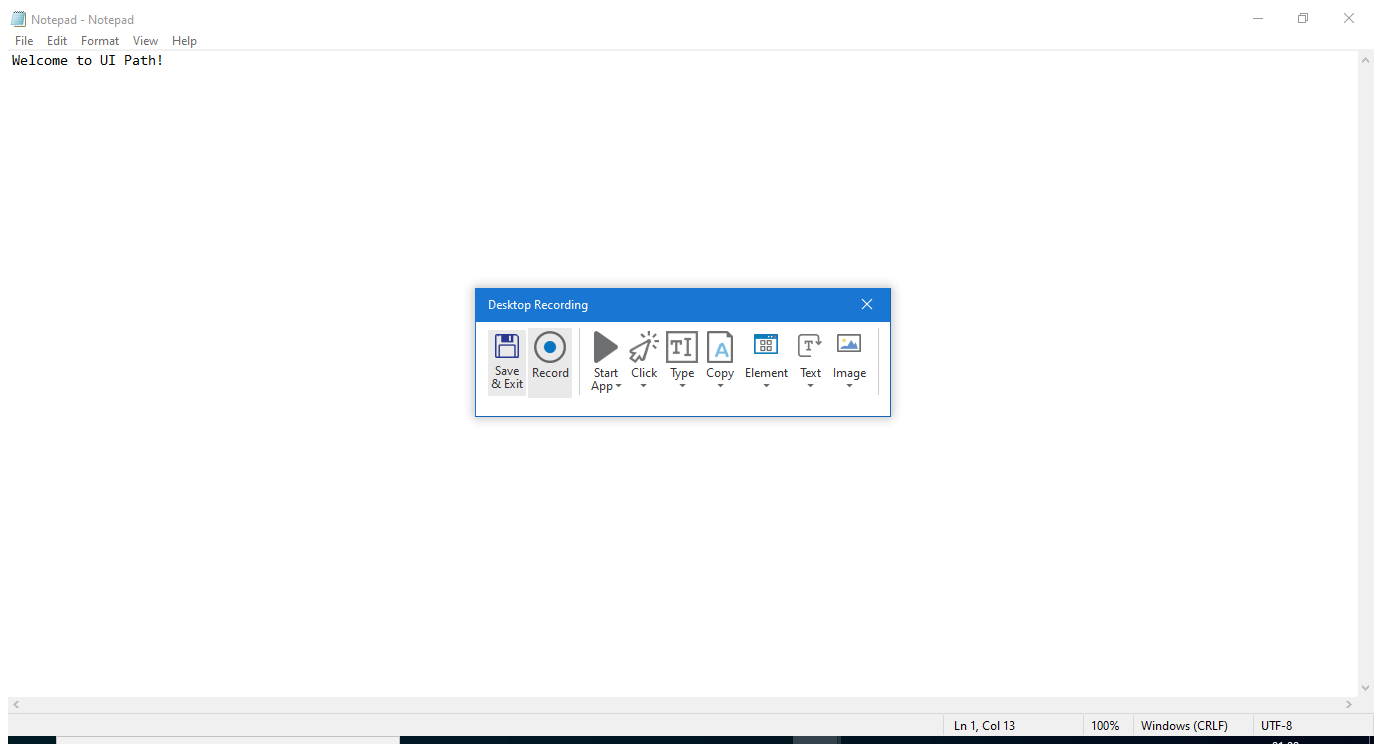 Notepad - Notepad
File Edit Format View Help
Welcome to UI Path!
Desktop Recording
Save & Exit
Record
Start App
Click
Type
Copy
Element
Text
Image
Ln 1, Col 13
100%
Windows (CRLF)
UTF-8